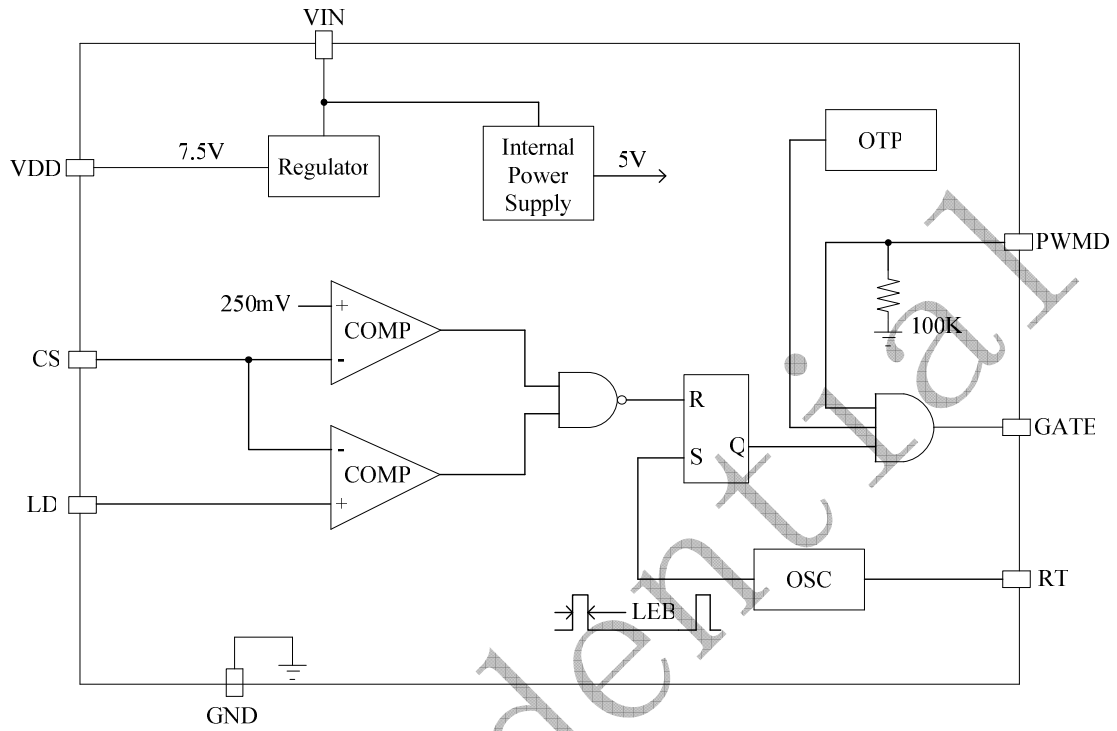 VIN
VDD
7.5V
Regulator
Internal
Power
Supply
5V
OTP
PWMD
100K
250mV
+
COMP
-
CS
-
COMP
+
LD
R
S
Q
GATE
OSC
RT
LEB
GND
dential